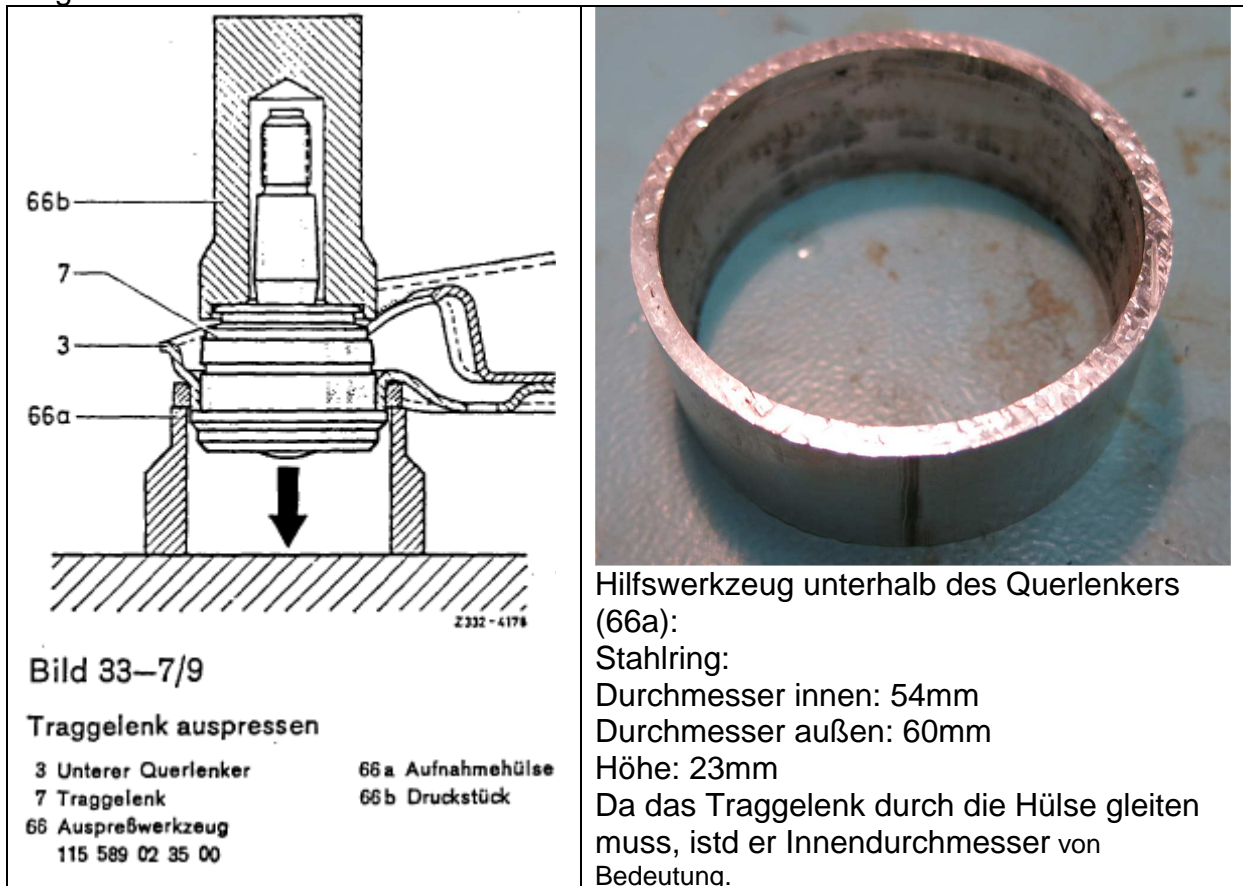 66b
7
3
66a
Z332-4178
Bild 33–7/9
Traggelenk auspressen
3 Unterer Querlenker
7 Traggelenk
66 Auspreßwerkzeug
115 589 02 35 00
66a Aufnahmehülse
66b Druckstück
Hilfswerkzeug unterhalb des Querlenkers
(66a):
Stahlring:
Durchmesser innen: 54mm
Durchmesser außen: 60mm
Höhe: 23mm
Da das Traggelenk durch die Hülse gleiten
muss, istd er Innendurchmesser von
Bedeutung.